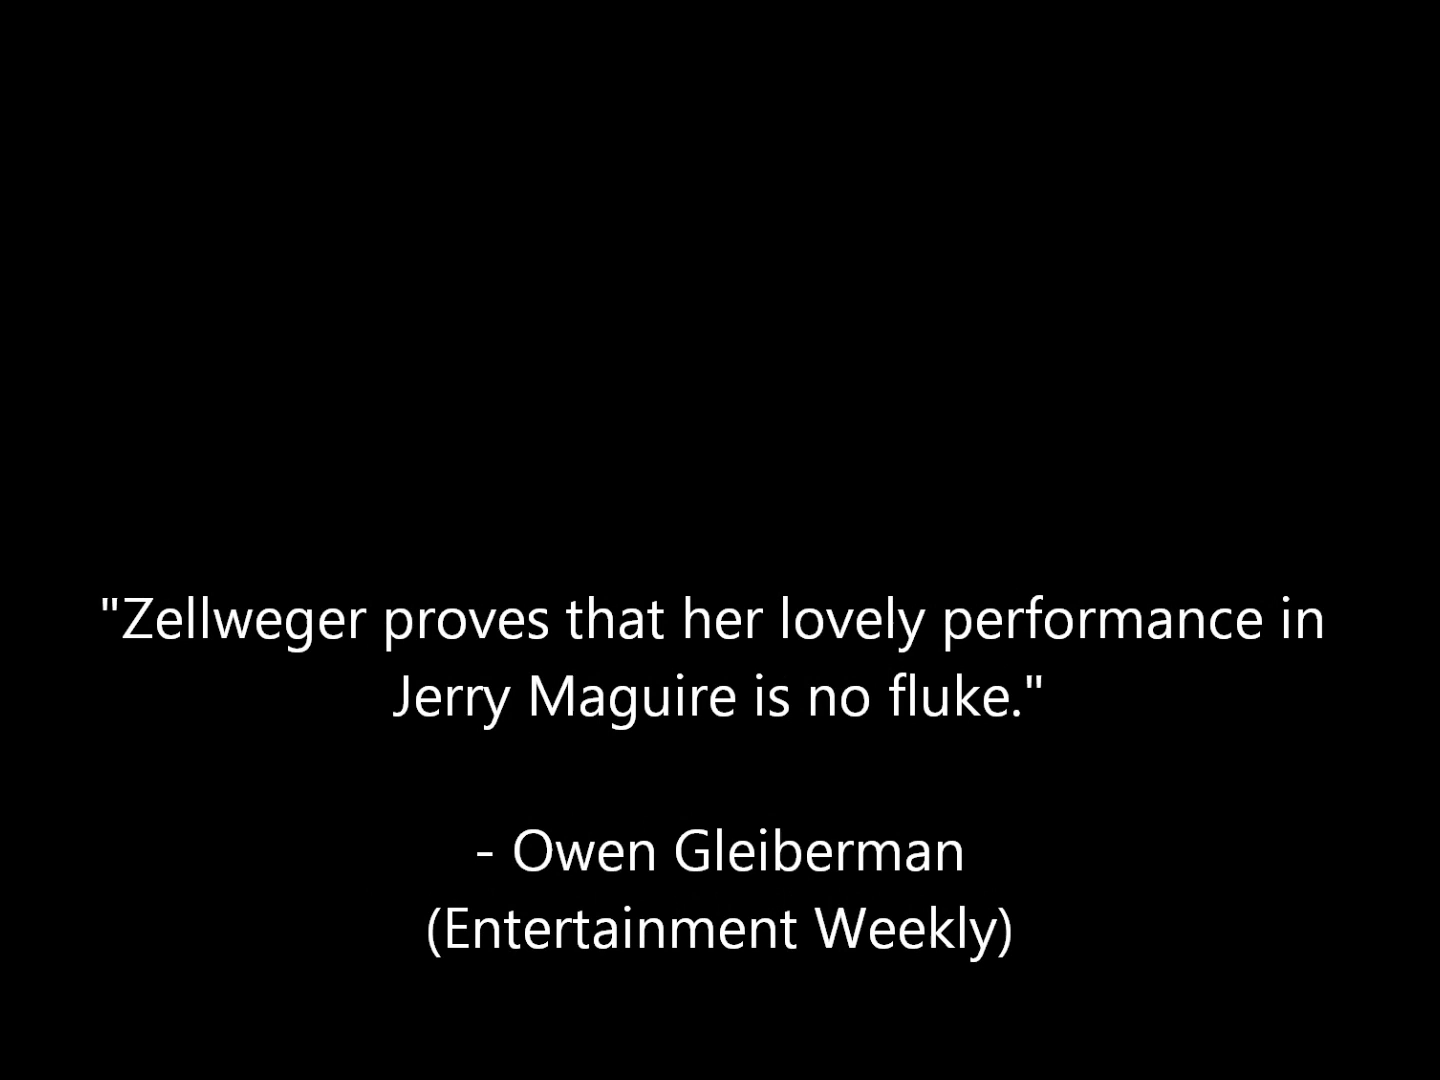 "Zellweger proves that her lovely performance in
Jerry Maguire is no fluke."
- Owen Gleiberman
(Entertainment Weekly)